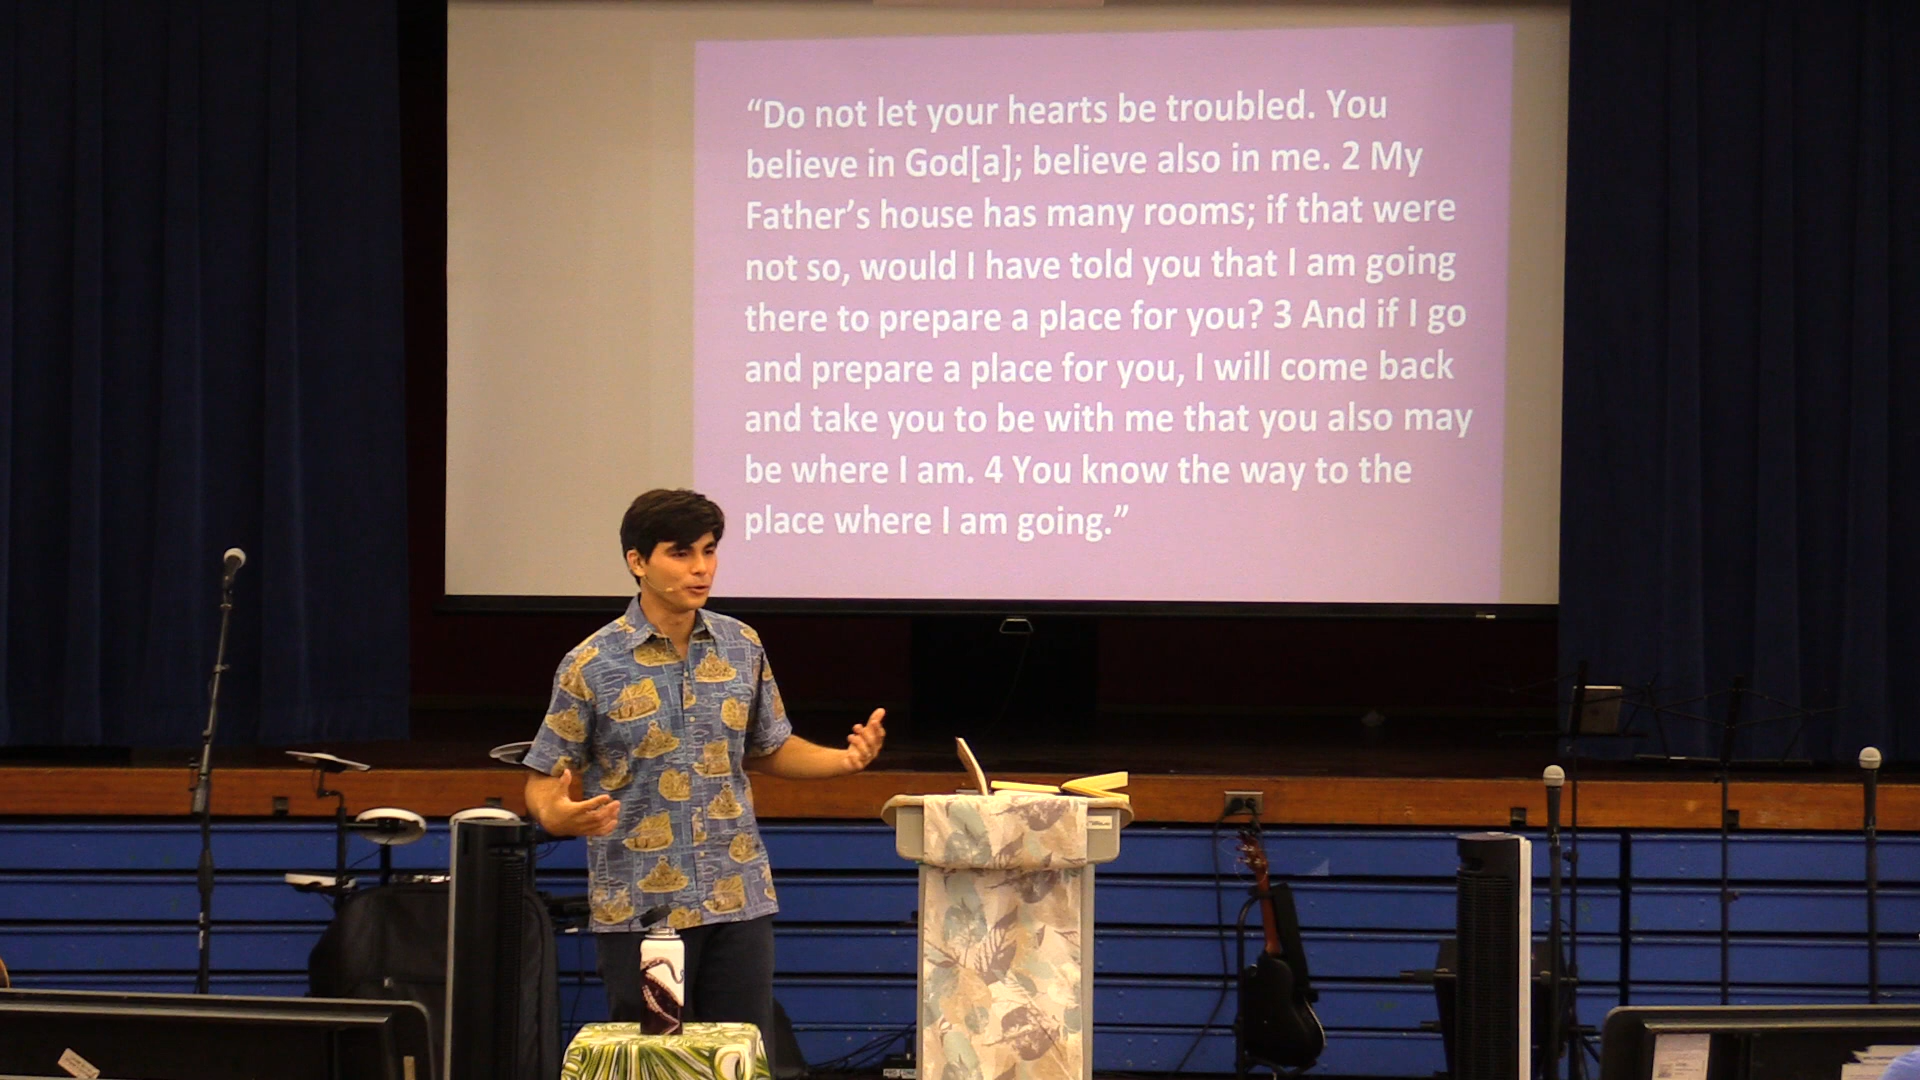 “Do not let your hearts be troubled. You
believe in God[a]; believe also in me. 2 My
Father’s house has many rooms; if that were
not so, would I have told you that I am going
there to prepare a place for you? 3 And if I go
and prepare a place for you, I will come back
and take you to be with me that you also may
be where I am. 4 You know the way to the
place where I am going.”